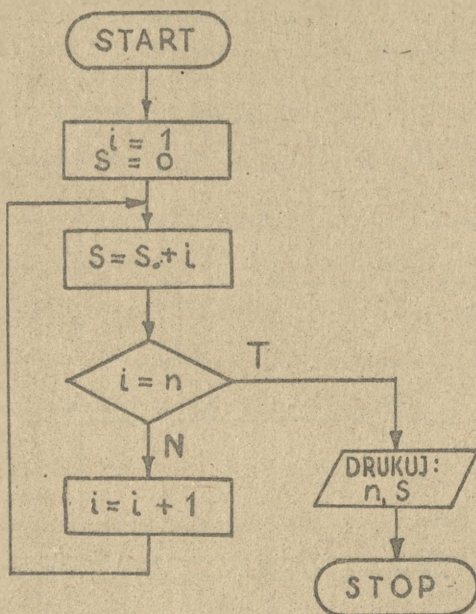 START
i = 1
S = 0
S = S + i
i = n
T
N
i = i + 1
DRUKUJ:
n, S
STOP